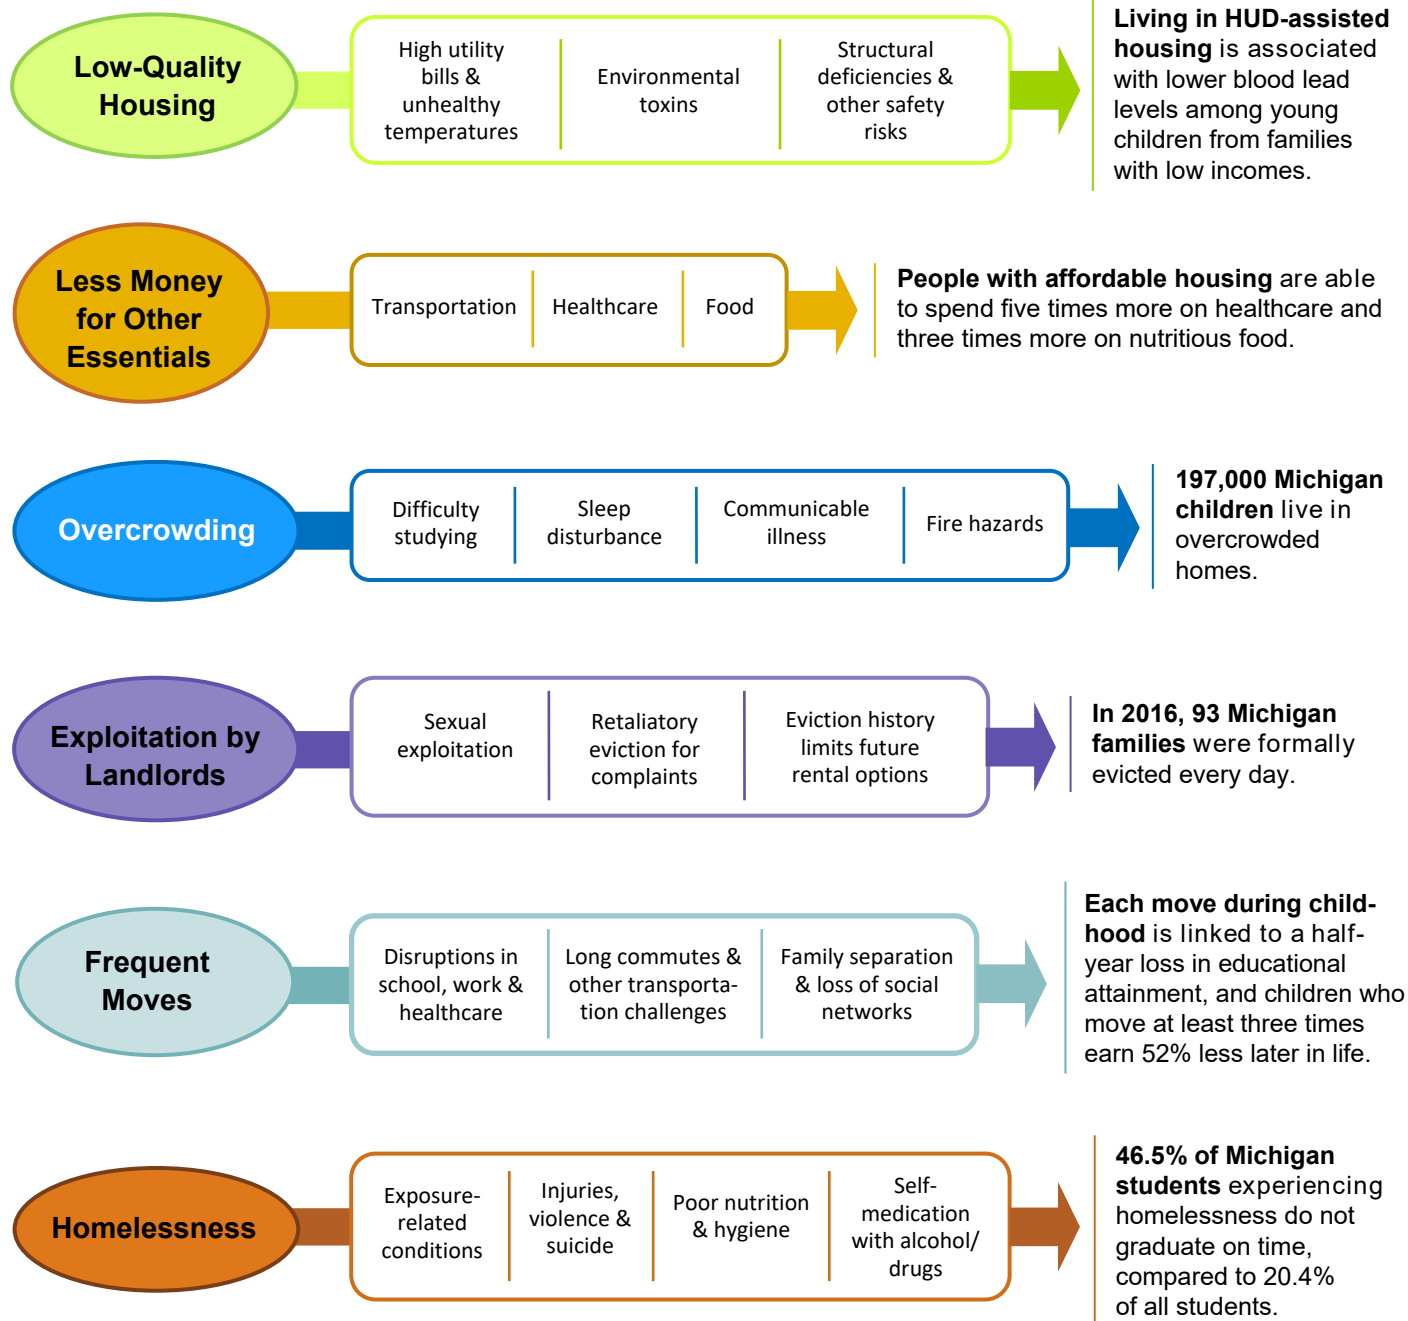 Low-Quality
Housing
High utility
bills &
unhealthy
temperatures
Environmental
toxins
Structural
deficiencies &
other safety
risks
Living in HUD-assisted
housing is associated
with lower blood lead
levels among young
children from families
with low incomes.
Less Money
for Other
Essentials
Transportation
Healthcare
Food
People with affordable housing are able
to spend five times more on healthcare and
three times more on nutritious food.
Overcrowding
Difficulty
studying
Sleep
disturbance
Communicable
illness
Fire hazards
197,000 Michigan
children live in
overcrowded
homes.
Exploitation by
Landlords
Sexual
exploitation
Retaliatory
eviction for
complaints
Eviction history
limits future
rental options
In 2016, 93 Michigan
families were formally
evicted every day.
Frequent
Moves
Disruptions in
school, work &
healthcare
Long commutes &
other transporta-
tion challenges
Family separation
& loss of social
networks
Each move during child-
hood is linked to a half-
year loss in educational
attainment, and children who
move at least three times
earn 52% less later in life.
Homelessness
Exposure-
related
conditions
Injuries,
violence &
suicide
Poor nutrition
& hygiene
Self-
medication
with alcohol/
drugs
46.5% of Michigan
students experiencing
homelessness do not
graduate on time,
compared to 20.4%
of all students.